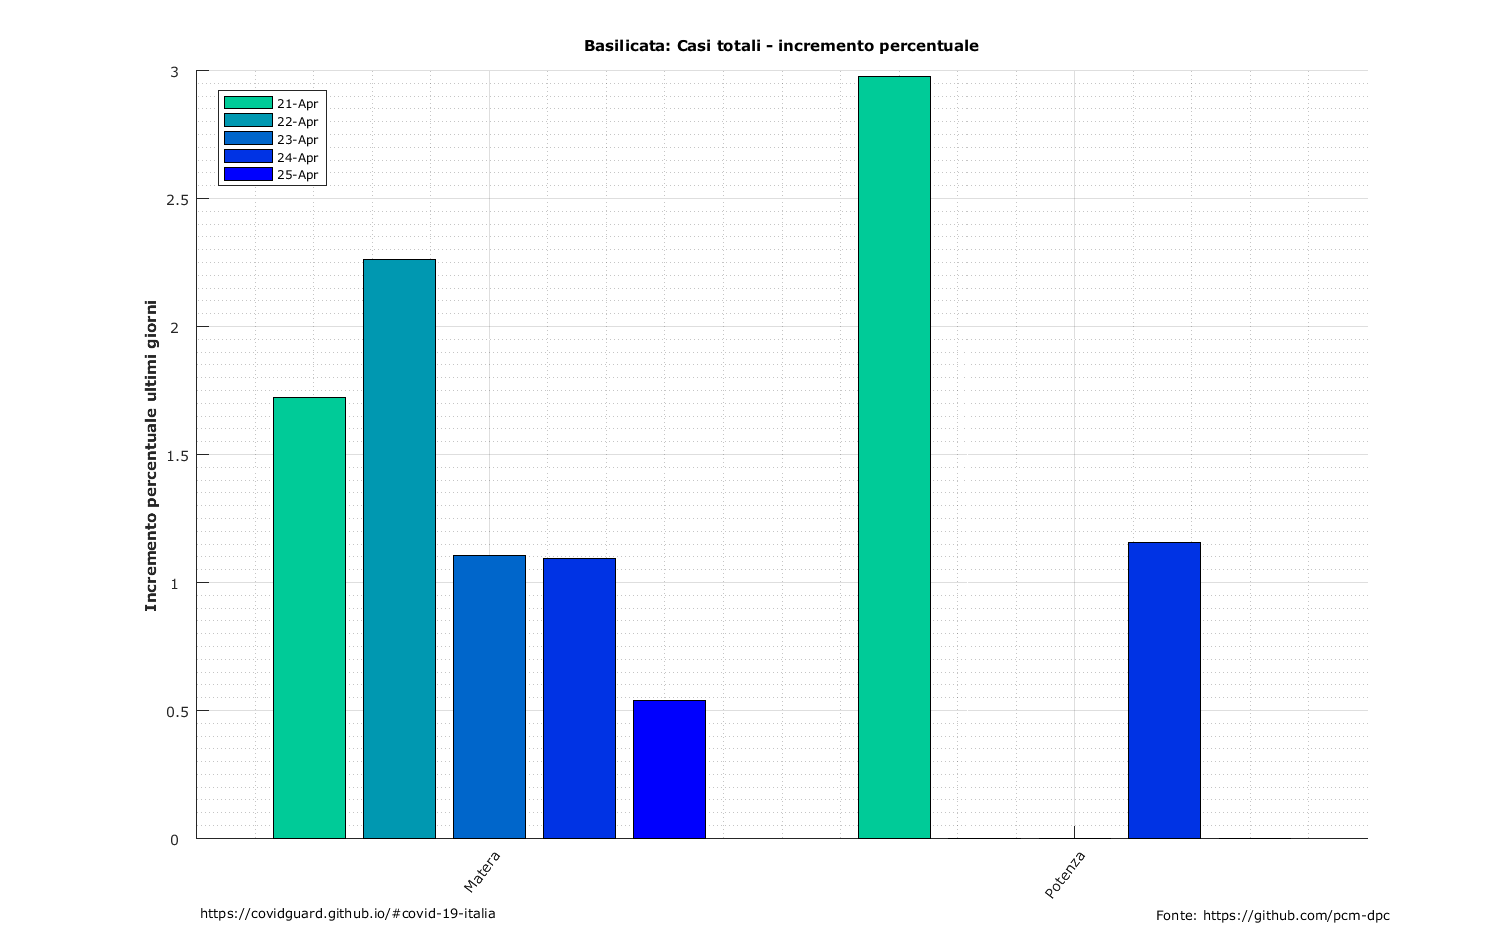 Basilicata: Casi totali - incremento percentuale
3
2.5
2
1.5
1
0.5
0
Incremento percentuale ultimi giorni
21-Apr
22-Apr
23-Apr
24-Apr
25-Apr
Matera
Potenza
https://covidguard.github.io/#covid-19-italia
Fonte: https://github.com/pcm-dpc